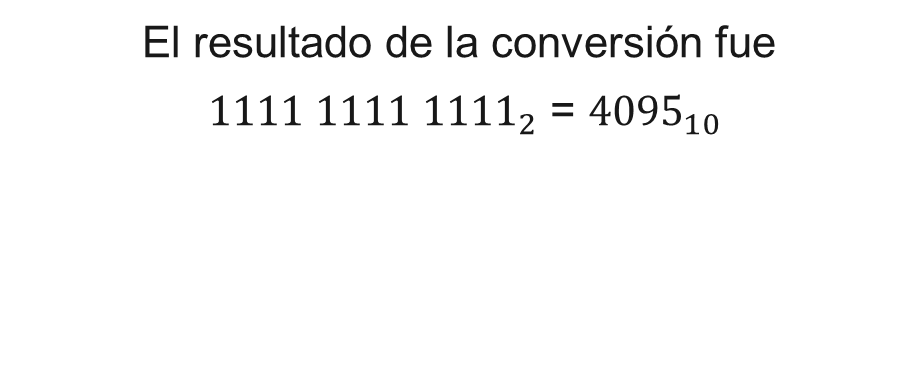 El resultado de la conversión fue
1111 1111 1111₂ = 4095₁₀